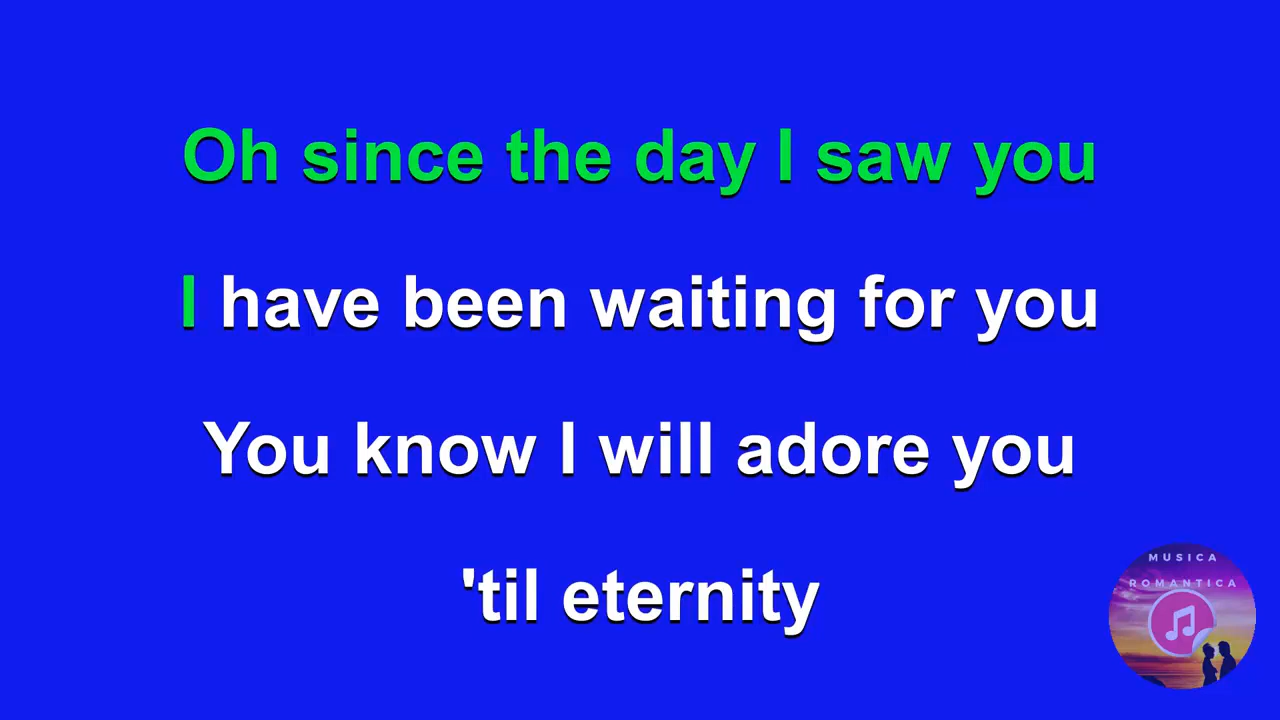 Oh since the day I saw you
I have been waiting for you
You know I will adore you
'til eternity
MUSICA
ROMANTICA